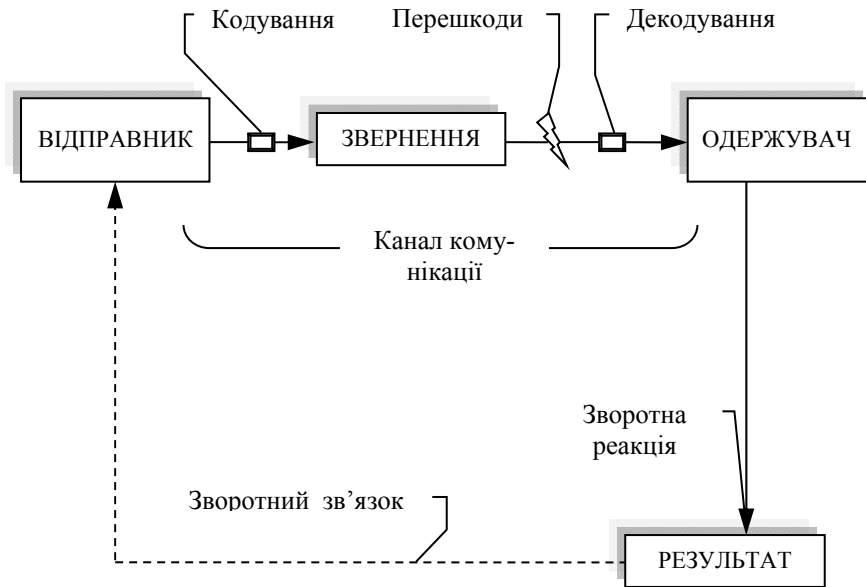 Кодування
Перешкоди
Декодування
ВІДПРАВНИК
ЗВЕРНЕННЯ
ОДЕРЖУВАЧ
Канал кому-
нікації
Зворотна
реакція
Зворотний зв’язок
РЕЗУЛЬТАТ